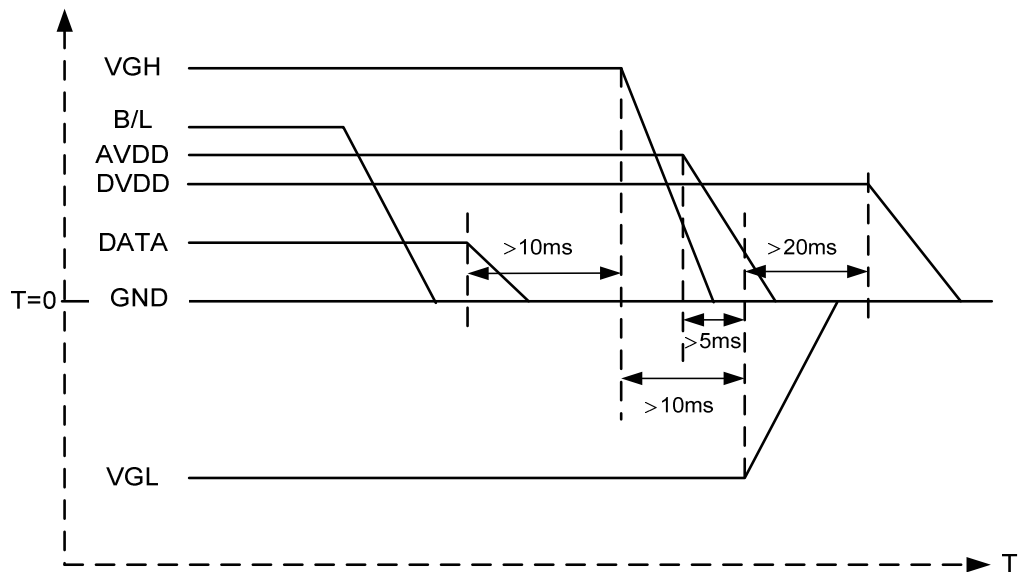 VGH
B/L
AVDD
DVDD
DATA
>10ms
>20ms
T=0
GND
>5ms
>10ms
VGL
T